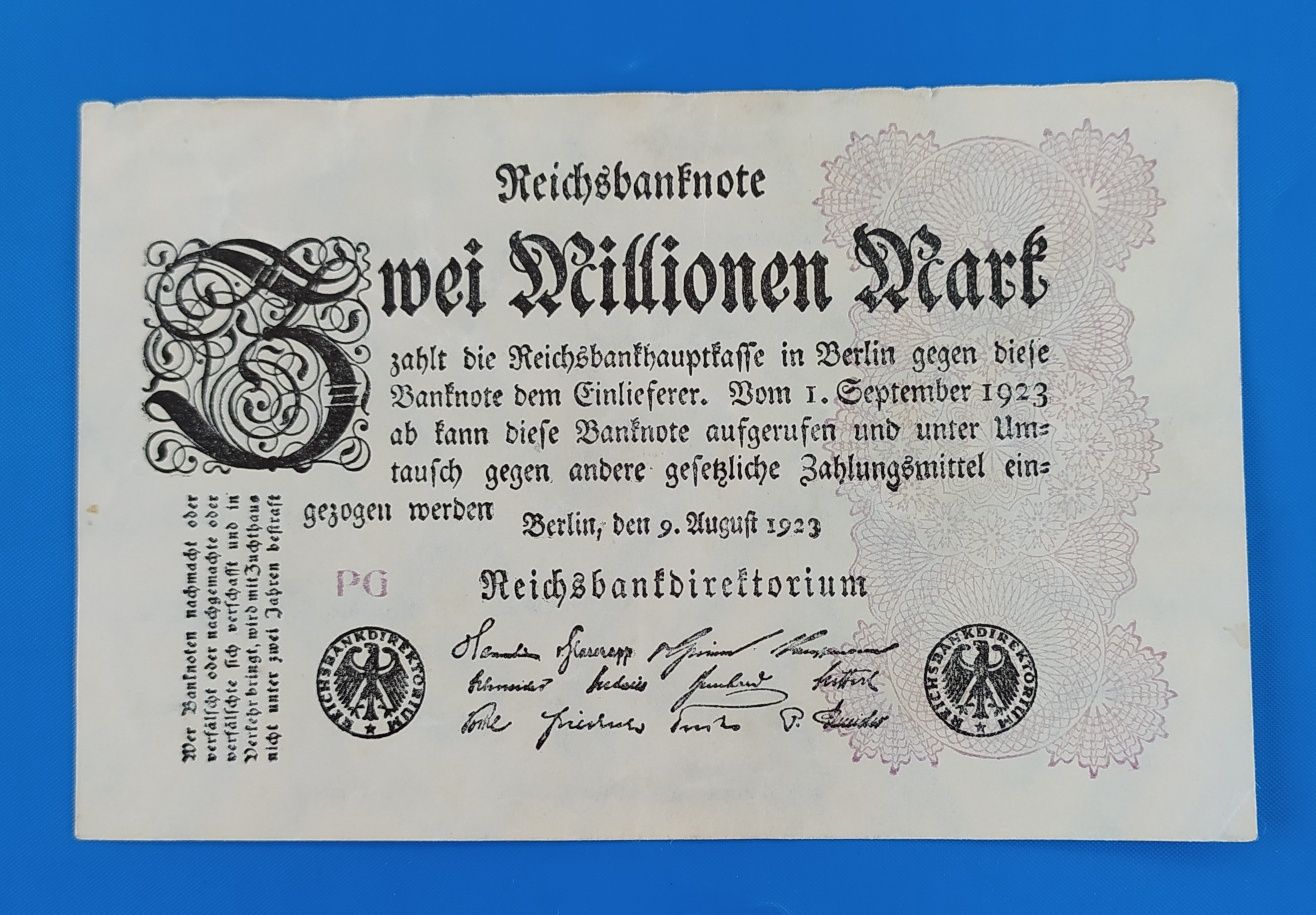 Reichsbanknote
Zwei Millionen Mark
zahlt die Reichsbankhauptkasse in Berlin gegen diese
Banknote dem Einlieferer. Vom 1. September 1923
ab kann diese Banknote aufgerufen und unter Um=
tausch gegen andere gesetzliche Zahlungsmittel ein=
gezogen werden
Berlin, den 9. August 1923
PG
Reichsbankdirektorium
REICHSBANKDIREKTORIUM
REICHSBANKDIREKTORIUM
Wer Banknoten nachmacht oder
verfälscht oder nachgemachte oder
verfälschte sich verschafft und in
Verkehr bringt, wird mit Zuchthaus
nicht unter zwei Jahren bestraft